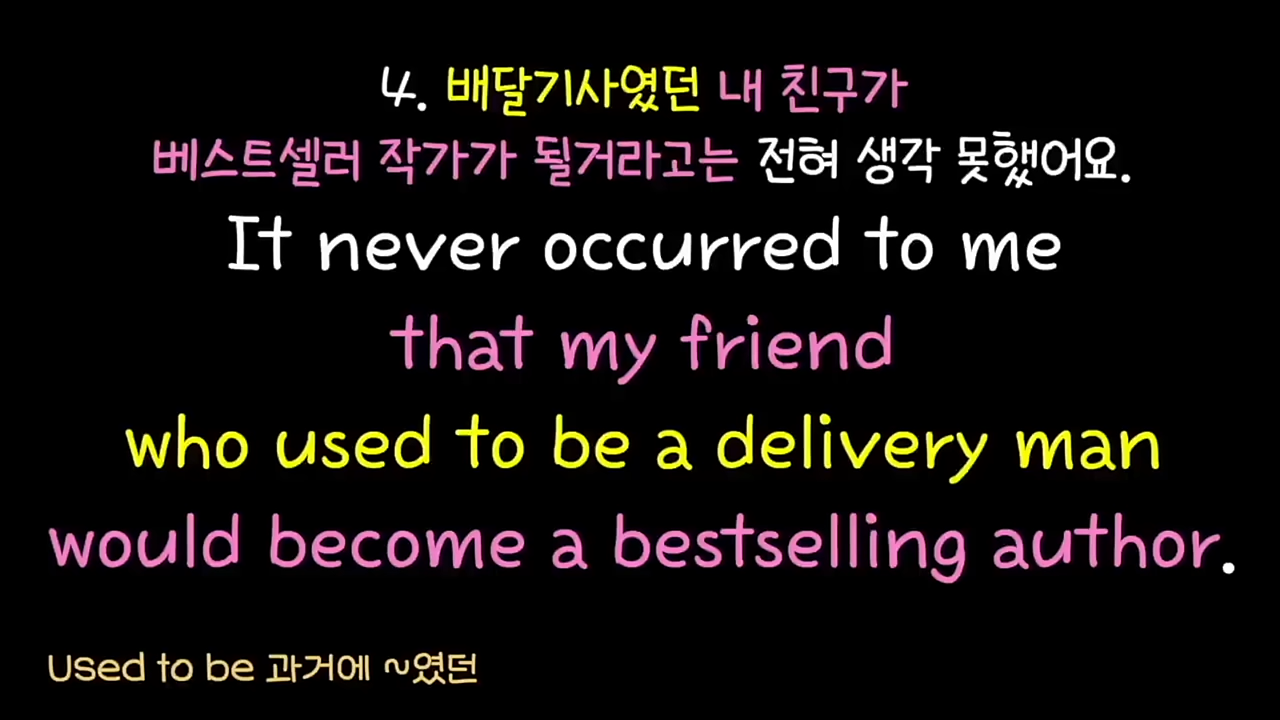 4. 배달기사였던 내 친구가
베스트셀러 작가가 될거라고는 전혀 생각 못했어요.
It never occurred to me
that my friend
who used to be a delivery man
would become a bestselling author.
Used to be 과거에 ~였던